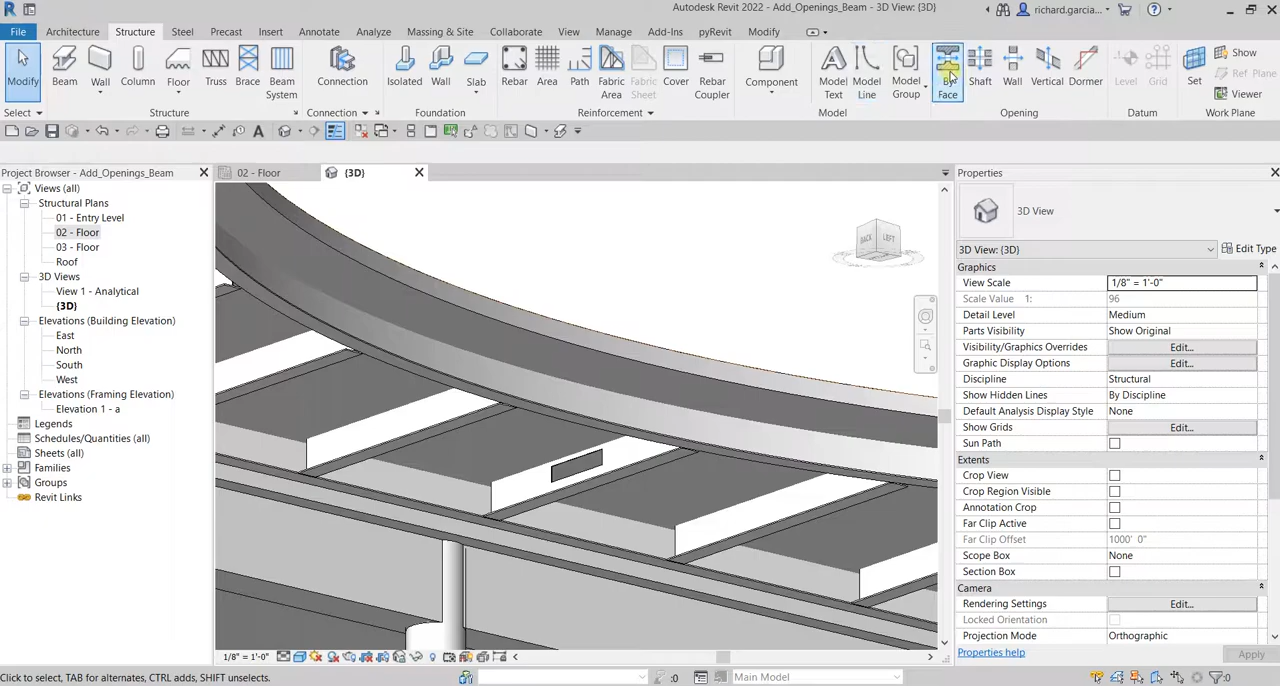 Autodesk Revit 2022 - Add_Openings_Beam - 3D View: {3D}
richard.garcia...
File Architecture Structure Steel Precast Insert Annotate Analyze Massing & Site Collaborate View Manage Add-Ins pyRevit Modify
Modify Beam Wall Column Floor Truss Brace Beam System Connection Isolated Wall Slab Rebar Area Path Fabric Area Fabric Sheet Cover Rebar Coupler Component Model Text Model Line Model Group By Face Shaft Wall Vertical Dormer Level Grid Set Show
Ref Plane
Viewer
Select Structure Connection Foundation Reinforcement Model Opening Datum Work Plane
Project Browser - Add_Openings_Beam
02 - Floor
{3D}
Properties
Views (all)
Structural Plans
01 - Entry Level
02 - Floor
03 - Floor
Roof
3D Views
View 1 - Analytical
{3D}
Elevations (Building Elevation)
East
North
South
West
Elevations (Framing Elevation)
Elevation 1 - a
Legends
Schedules/Quantities (all)
Sheets (all)
Families
Groups
Revit Links
BACK LEFT
3D View
3D View: {3D} Edit Type
Graphics
View Scale 1/8" = 1'-0"
Scale Value 1: 96
Detail Level Medium
Parts Visibility Show Original
Visibility/Graphics Overrides Edit...
Graphic Display Options Edit...
Discipline Structural
Show Hidden Lines By Discipline
Default Analysis Display Style None
Show Grids Edit...
Sun Path
Extents
Crop View
Crop Region Visible
Annotation Crop
Far Clip Active
Far Clip Offset 1000' 0"
Scope Box None
Section Box
Camera
Rendering Settings Edit...
Locked Orientation
Projection Mode Orthographic
Properties help Apply
1/8" = 1'-0"
Click to select, TAB for alternates, CTRL adds, SHIFT unselects.
:0
Main Model
:0